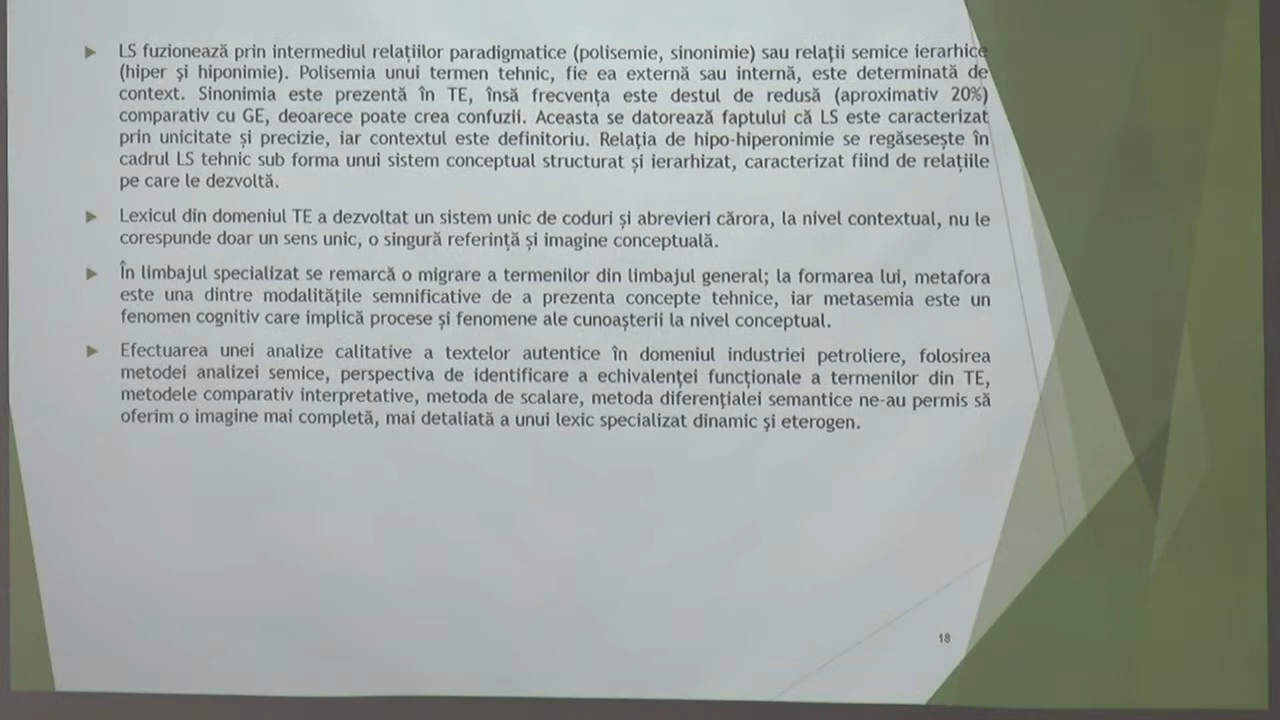 LS fuzionează prin intermediul relațiilor paradigmatice (polisemie, sinonimie) sau relații semice ierarhice
(hiper și hiponimie). Polisemia unui termen tehnic, fie ea externă sau internă, este determinată de
context. Sinonimia este prezentă în TE, însă frecvența este destul de redusă (aproximativ 20%)
comparativ cu GE, deoarece poate crea confuzii. Aceasta se datorează faptului că LS este caracterizat
prin unicitate și precizie, iar contextul este definitoriu. Relația de hipo-hiperonimie se regăsesește în
cadrul LS tehnic sub forma unui sistem conceptual structurat și ierarhizat, caracterizat fiind de relațiile
pe care le dezvoltă.
Lexicul din domeniul TE a dezvoltat un sistem unic de coduri și abrevieri cărora, la nivel contextual, nu le
corespunde doar un sens unic, o singură referință și imagine conceptuală.
În limbajul specializat se remarcă o migrare a termenilor din limbajul general; la formarea lui, metafora
este una dintre modalitățile semnificative de a prezenta concepte tehnice, iar metasemia este un
fenomen cognitiv care implică procese și fenomene ale cunoașterii la nivel conceptual.
Efectuarea unei analize calitative a textelor autentice în domeniul industriei petroliere, folosirea
metodei analizei semice, perspectiva de identificare a echivalenței funcționale a termenilor din TE,
metodele comparativ interpretative, metoda de scalare, metoda diferențialei semantice ne-au permis să
oferim o imagine mai completă, mai detaliată a unui lexic specializat dinamic și eterogen.
18